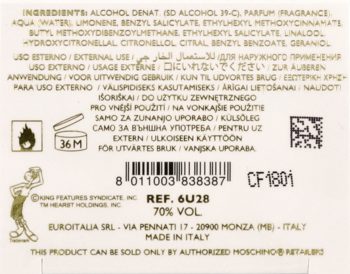 INGREDIENTS: ALCOHOL DENAT. (SD ALCOHOL 39-C), PARFUM (FRAGRANCE),
AQUA (WATER), LIMONENE, BENZYL SALICYLATE, ETHYLHEXYL METHOXYCINNAMATE,
BUTYL METHOXYDIBENZOYLMETHANE, ETHYLHEXYL SALICYLATE, LINALOOL,
HYDROXYCITRONELLAL, CITRONELLOL, CITRAL, BENZYL BENZOATE, GERANIOL
USO ESTERNO / EXTERNAL USE / للاستعمال الخارجي / ДЛЯ НАРУЖНОГО ПРИМЕНЕНИЯ
USO EXTERNO / USAGE EXTERNE /
ANWENDUNG / VOOR UITWENDIG GEBRUIK / KUN TIL UDVORTES BRUG / ΕΞΩΤΕΡΙΚΗ ΧΡΗΣΗ
PARA USO EXTERNO / VÄLISPIDISEKS KASUTAMISEKS / ĀRĪGAI LIETOŠANAI / NAUDOTI
IŠORIŠKAI / DO UŻYTKU ZEWNĘTRZNEGO
PRO VNĚJŠÍ POUŽITÍ / NA VONKAJŠIE POUŽITIE
SAMO ZA ZUNANJO UPORABO / KÜLSŐLEG
САМО ЗА ВЪНШНА УПОТРЕБА / PENTRU UZ
EXTERN / ULKOISEEN KÄYTTÖÖN
FÖR UTVÄRTES BRUK / VANJSKA UPORABA
36 M
8 011003 838387
CF1801
©KING FEATURES SYNDICATE, INC.
TM HEARST HOLDINGS, INC.
REF. 6U28
70% VOL.
EUROITALIA SRL - VIA PENNATI 17 - 20900 MONZA (MB) - ITALY
MADE IN ITALY
THIS PRODUCT CAN BE SOLD ONLY BY AUTHORIZED MOSCHINO RETAILERS